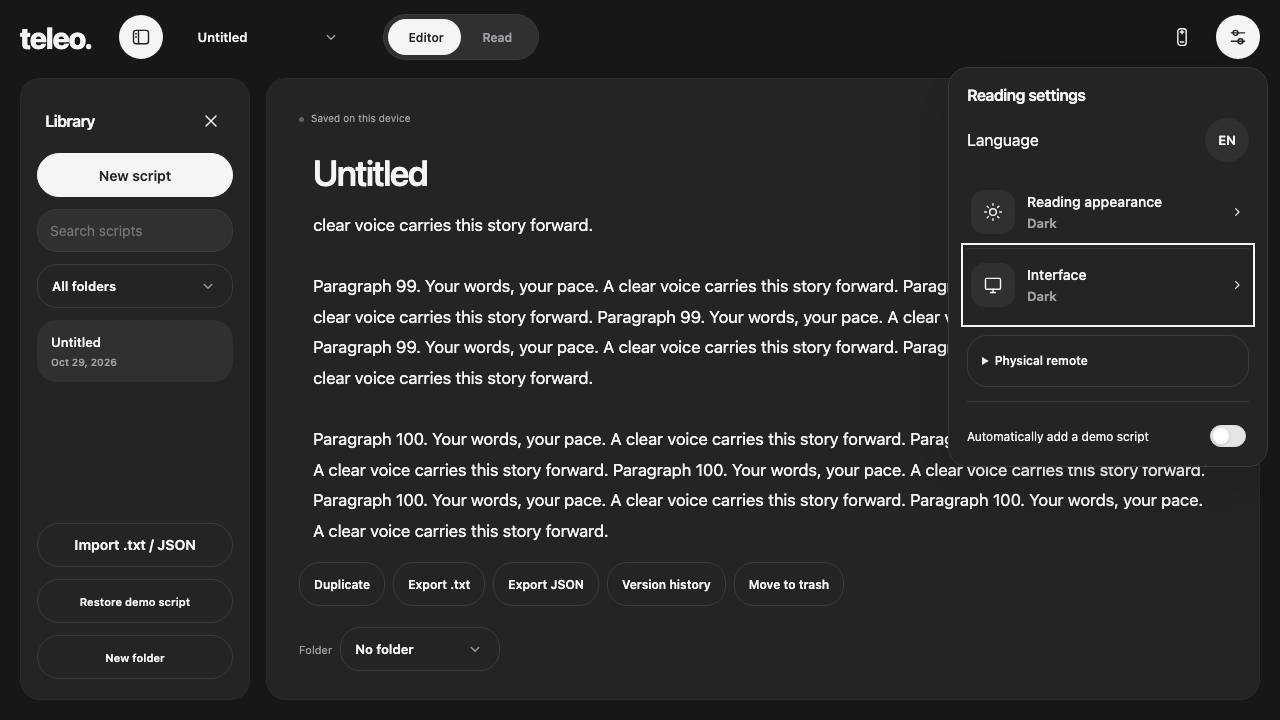 teleo.
Untitled
Editor
Read
Library
New script
Search scripts
All folders
Untitled
Oct 29, 2026
Import .txt / JSON
Restore demo script
New folder
Saved on this device
Untitled
clear voice carries this story forward.
Paragraph 99. Your words, your pace. A clear voice carries this story forward.
clear voice carries this story forward. Paragraph 99. Your words, your pace. A clear
Paragraph 99. Your words, your pace. A clear voice carries this story forward.
clear voice carries this story forward.
Paragraph 100. Your words, your pace. A clear voice carries this story forward.
A clear voice carries this story forward. Paragraph 100. Your words, your pace. A clear voice carries this story forward.
Paragraph 100. Your words, your pace. A clear voice carries this story forward. Paragraph 100. Your words, your pace.
A clear voice carries this story forward.
Duplicate
Export .txt
Export JSON
Version history
Move to trash
Folder
No folder
Reading settings
Language
EN
Reading appearance
Dark
Interface
Dark
Physical remote
Automatically add a demo script